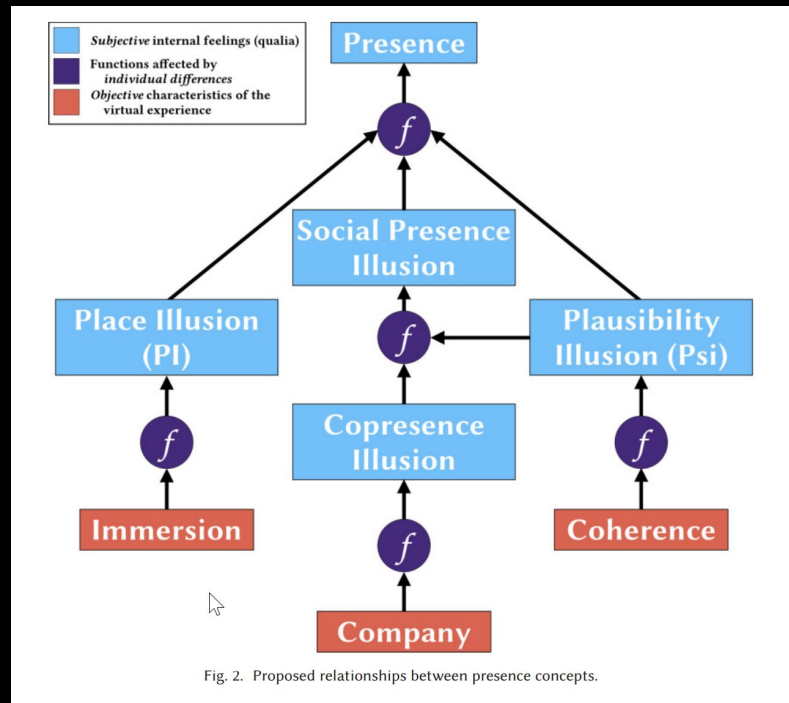 Subjective internal feelings (qualia)
Functions affected by
individual differences
Objective characteristics of the
virtual experience
Presence
f
Social Presence
Illusion
Place Illusion
(PI)
f
Plausibility
Illusion (Psi)
f
Copresence
Illusion
f
Immersion
f
Coherence
Company
Fig. 2. Proposed relationships between presence concepts.